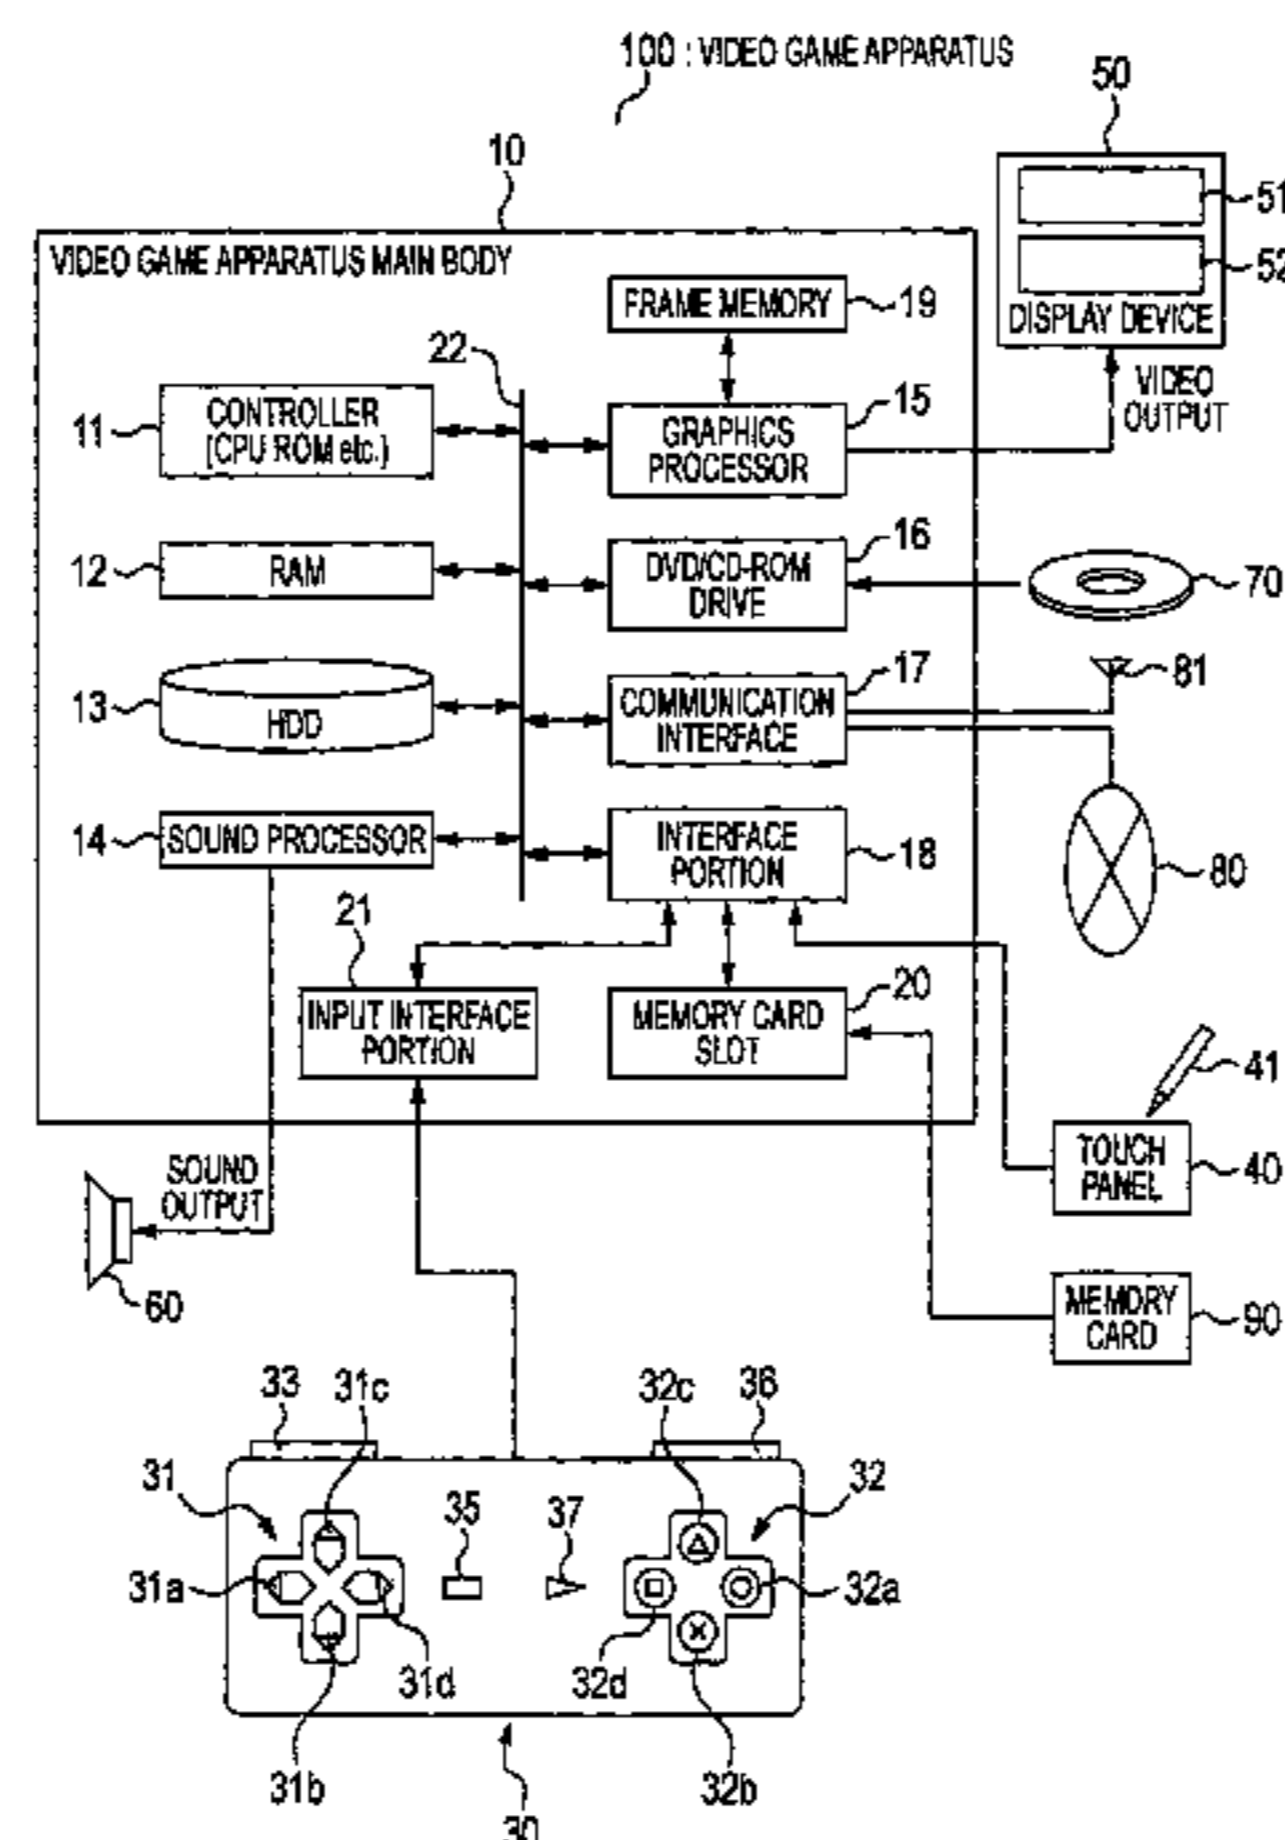 100 : VIDEO GAME APPARATUS
50
10
51
VIDEO GAME APPARATUS MAIN BODY
52
FRAME MEMORY
19
DISPLAY DEVICE
22
VIDEO
OUTPUT
11
CONTROLLER
(CPU ROM etc.)
15
GRAPHICS
PROCESSOR
12
RAM
16
DVD/CD-ROM
DRIVE
70
13
HDD
17
COMMUNICATION
INTERFACE
81
14
SOUND PROCESSOR
INTERFACE
PORTION
18
80
21
INPUT INTERFACE
PORTION
20
MEMORY CARD
SLOT
41
SOUND
OUTPUT
TOUCH
PANEL
40
60
MEMORY
CARD
90
33
31c
32c
36
31
35
37
32
31a
32a
31d
32d
31b
32b
30